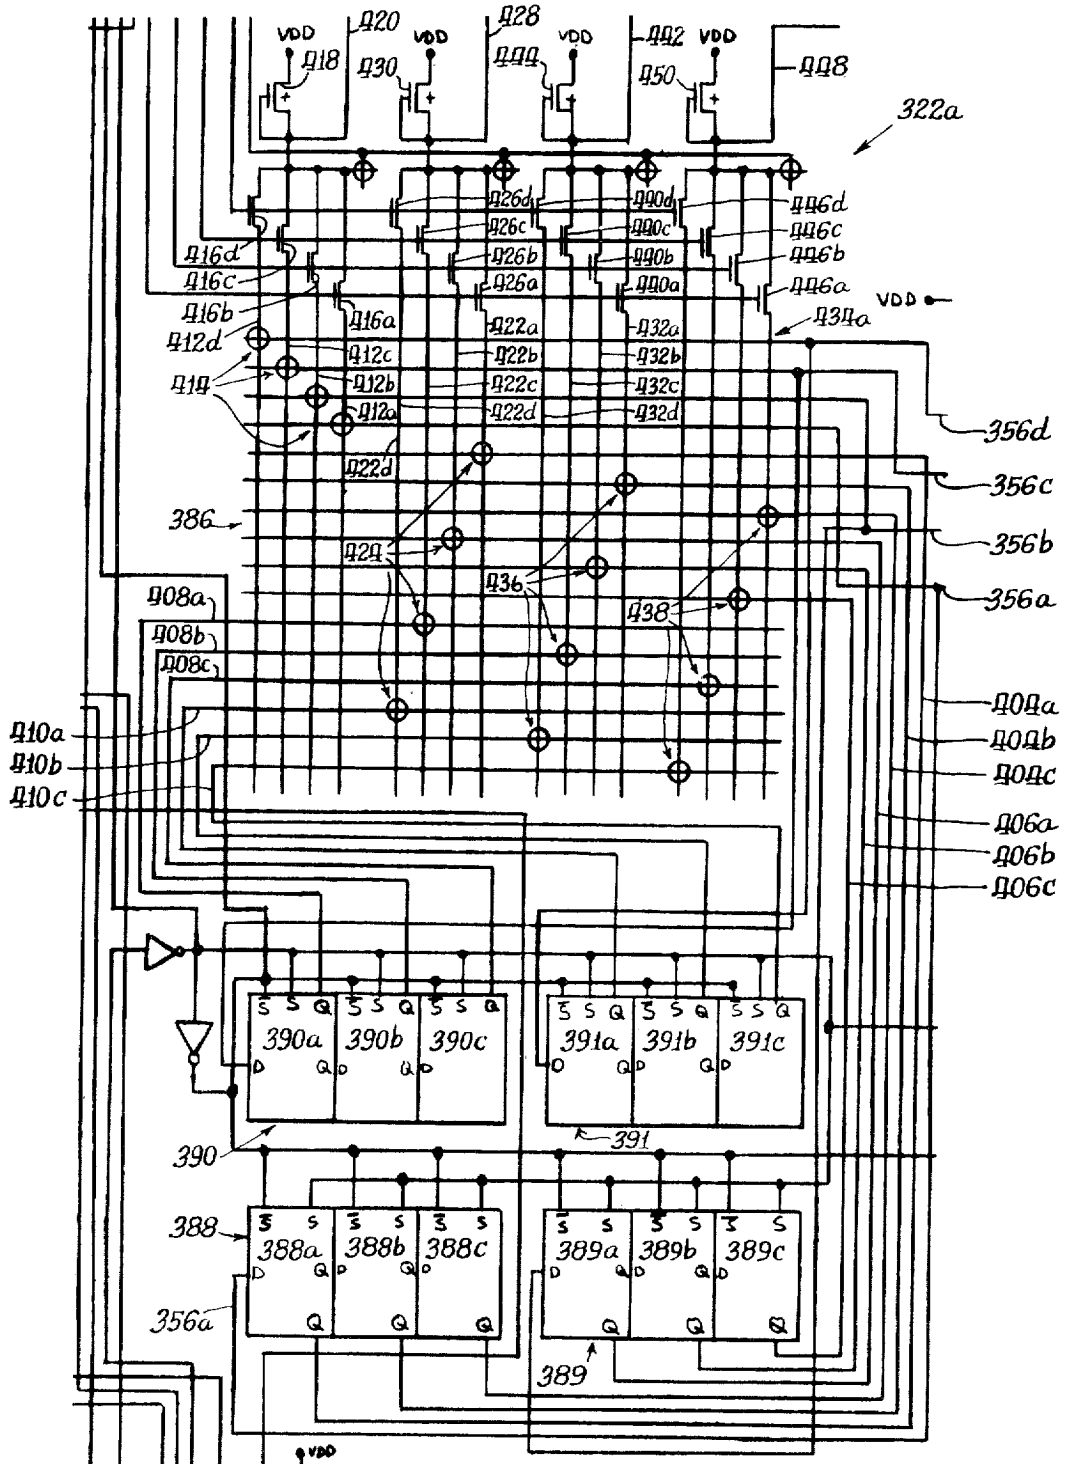 420 428 442 448
VDD VDD VDD VDD
418 430 444 450
322a
426d 440d 446d
426c 440c 446c
416d 426b 440b 446b
416c 426a 440a 446a
VDD
416b 416a 422a 432a 434a
412d 412c 422b 432b
414 412b 422c 432c
412a 422d 432d
356d
422d
356c
386
424 436 438
356b
356a
408a
408b
408c
410a 404a
410b 404b
410c 404c
406a
406b
406c
S̅ S Q S̅ S Q S̅ S Q S̅ S Q S̅ S Q S̅ S Q
390a 390b 390c 391a 391b 391c
D Q D Q D D Q D Q D
390 391
388
S̅ S S̅ S S̅ S S̅ S S̅ S S̅ S
388a 388b 388c 389a 389b 389c
D Q D Q D D Q D Q D
356a
Q Q Q Q Q Q
389
VDD